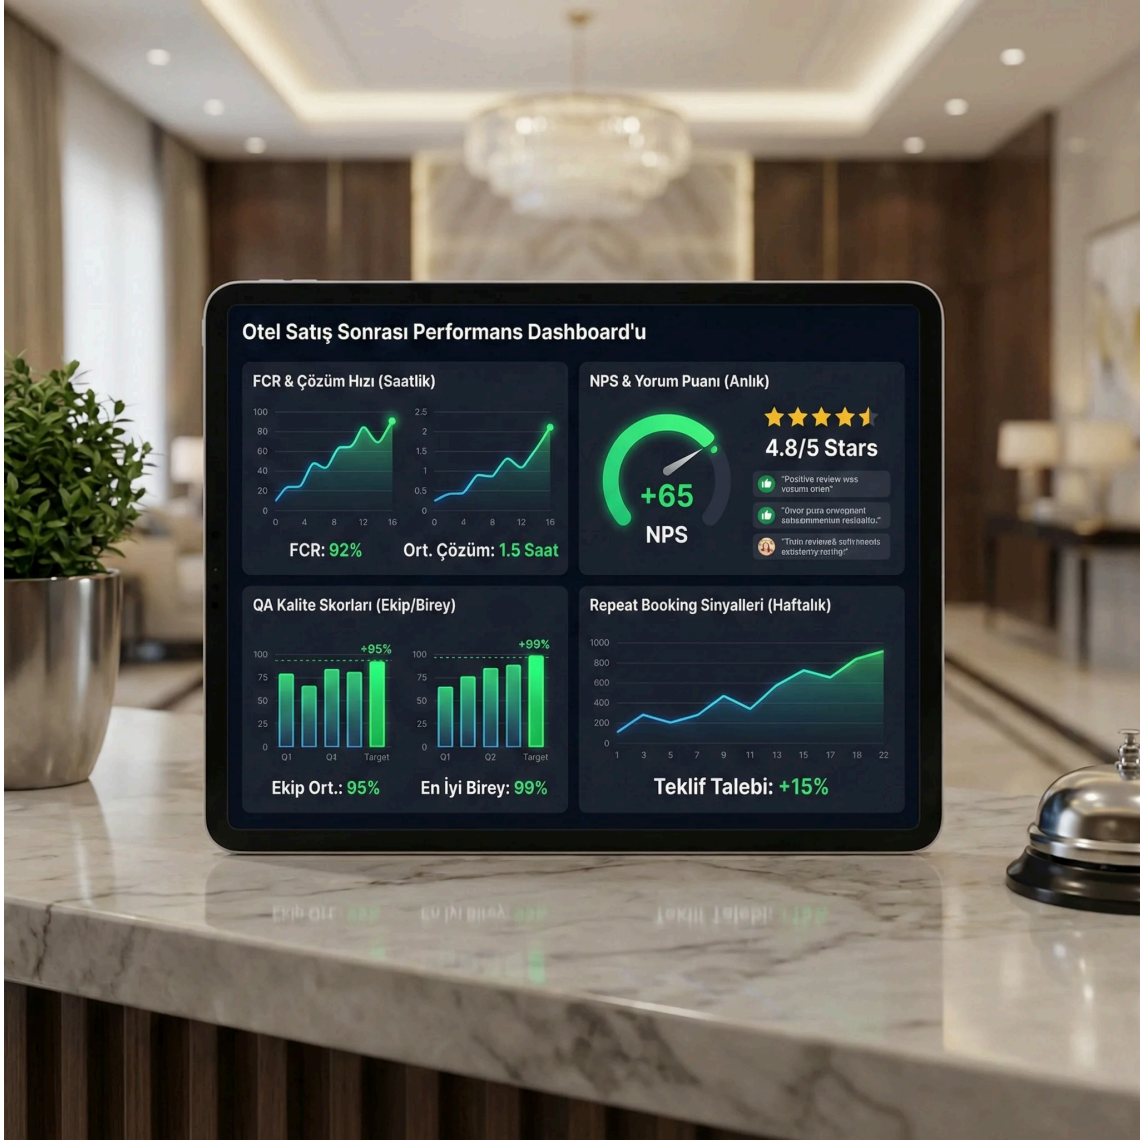 Otel Satış Sonrası Performans Dashboard'u
FCR & Çözüm Hızı (Saatlik)
100
80
60
40
20
0
0 4 8 12 16
FCR: 92%
2.5
2
1.5
1
0.5
0
0 4 8 12 16
Ort. Çözüm: 1.5 Saat
NPS & Yorum Puanı (Anlık)
+65
NPS
4.8/5 Stars
"Positive review
QA Kalite Skorları (Ekip/Birey)
+95%
100
75
50
25
0
Q1 Target
Ekip Ort.: 95%
+99%
100
75
50
25
0
Q1 Q2 Target
En İyi Birey: 99%
Repeat Booking Sinyalleri (Haftalık)
1000
800
600
400
200
0
1 3 5 7 9 11 13 15 17 18 22
Teklif Talebi: +15%